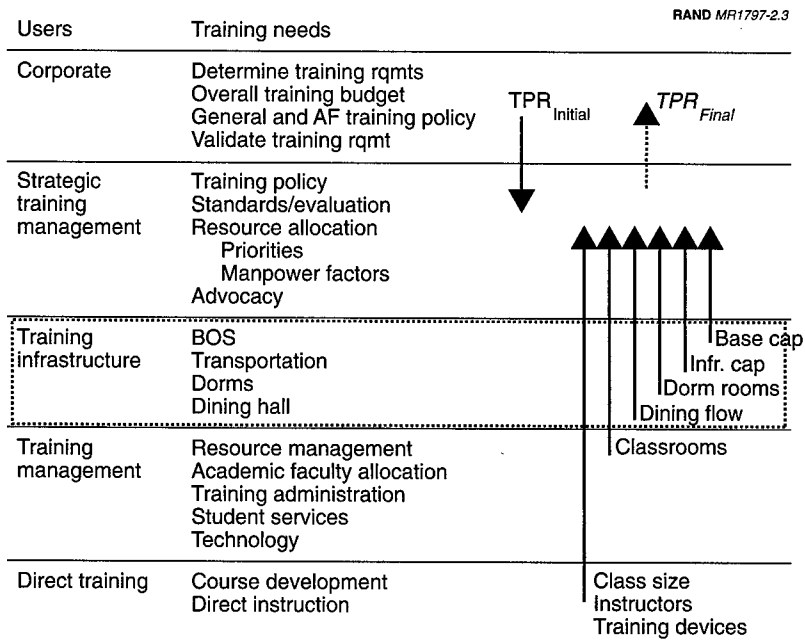 RAND MR1797-2.3
Users Training needs
Corporate Determine training rqmts
Overall training budget
General and AF training policy
Validate training rqmt
TPR Initial
TPR Final
Strategic training management
Training policy
Standards/evaluation
Resource allocation
Priorities
Manpower factors
Advocacy
Training infrastructure
BOS
Transportation
Dorms
Dining hall
Base cap
Infr. cap
Dorm rooms
Dining flow
Training management
Resource management
Academic faculty allocation
Training administration
Student services
Technology
Classrooms
Direct training
Course development
Direct instruction
Class size
Instructors
Training devices